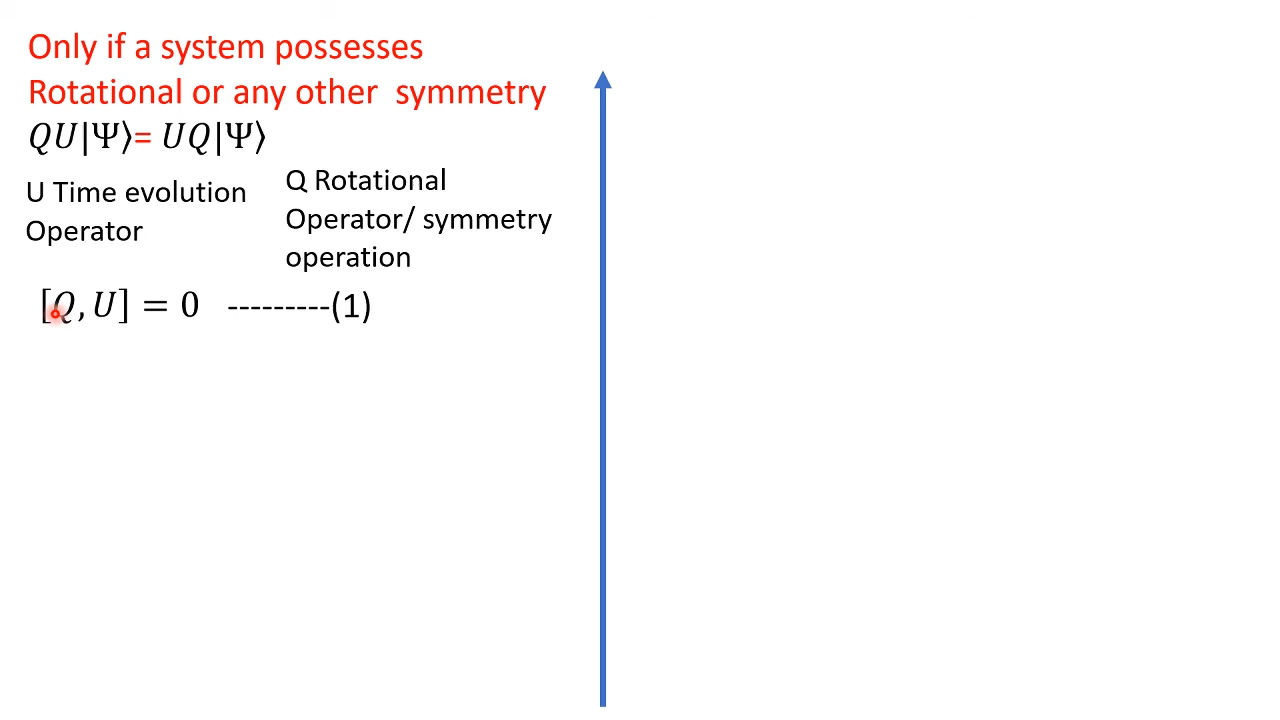 Only if a system possesses
Rotational or any other symmetry
QU|Ψ⟩= UQ|Ψ⟩
U Time evolution
Operator
Q Rotational
Operator/ symmetry
operation
[Q, U] = 0 ---------(1)